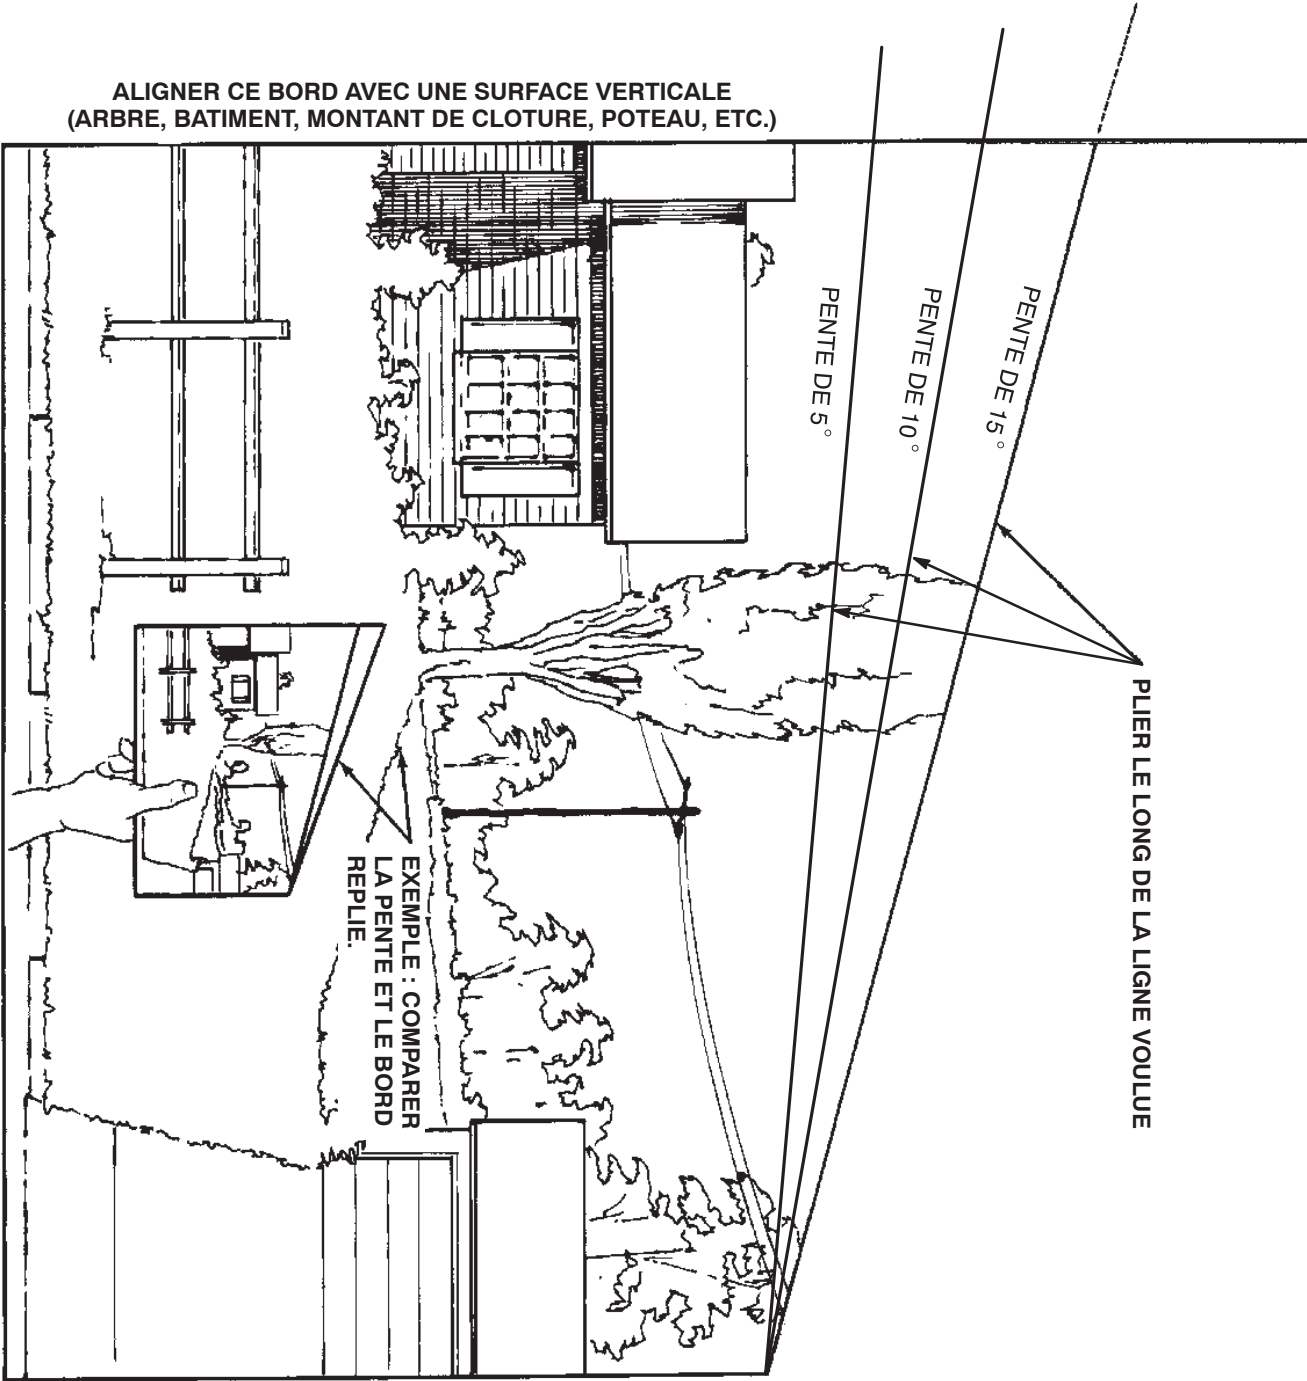 ALIGNER CE BORD AVEC UNE SURFACE VERTICALE
(ARBRE, BATIMENT, MONTANT DE CLOTURE, POTEAU, ETC.)
PENTE DE 5°
PENTE DE 10°
PENTE DE 15°
PLIER LE LONG DE LA LIGNE VOULUE
EXEMPLE : COMPARER
LA PENTE ET LE BORD
REPLIE.